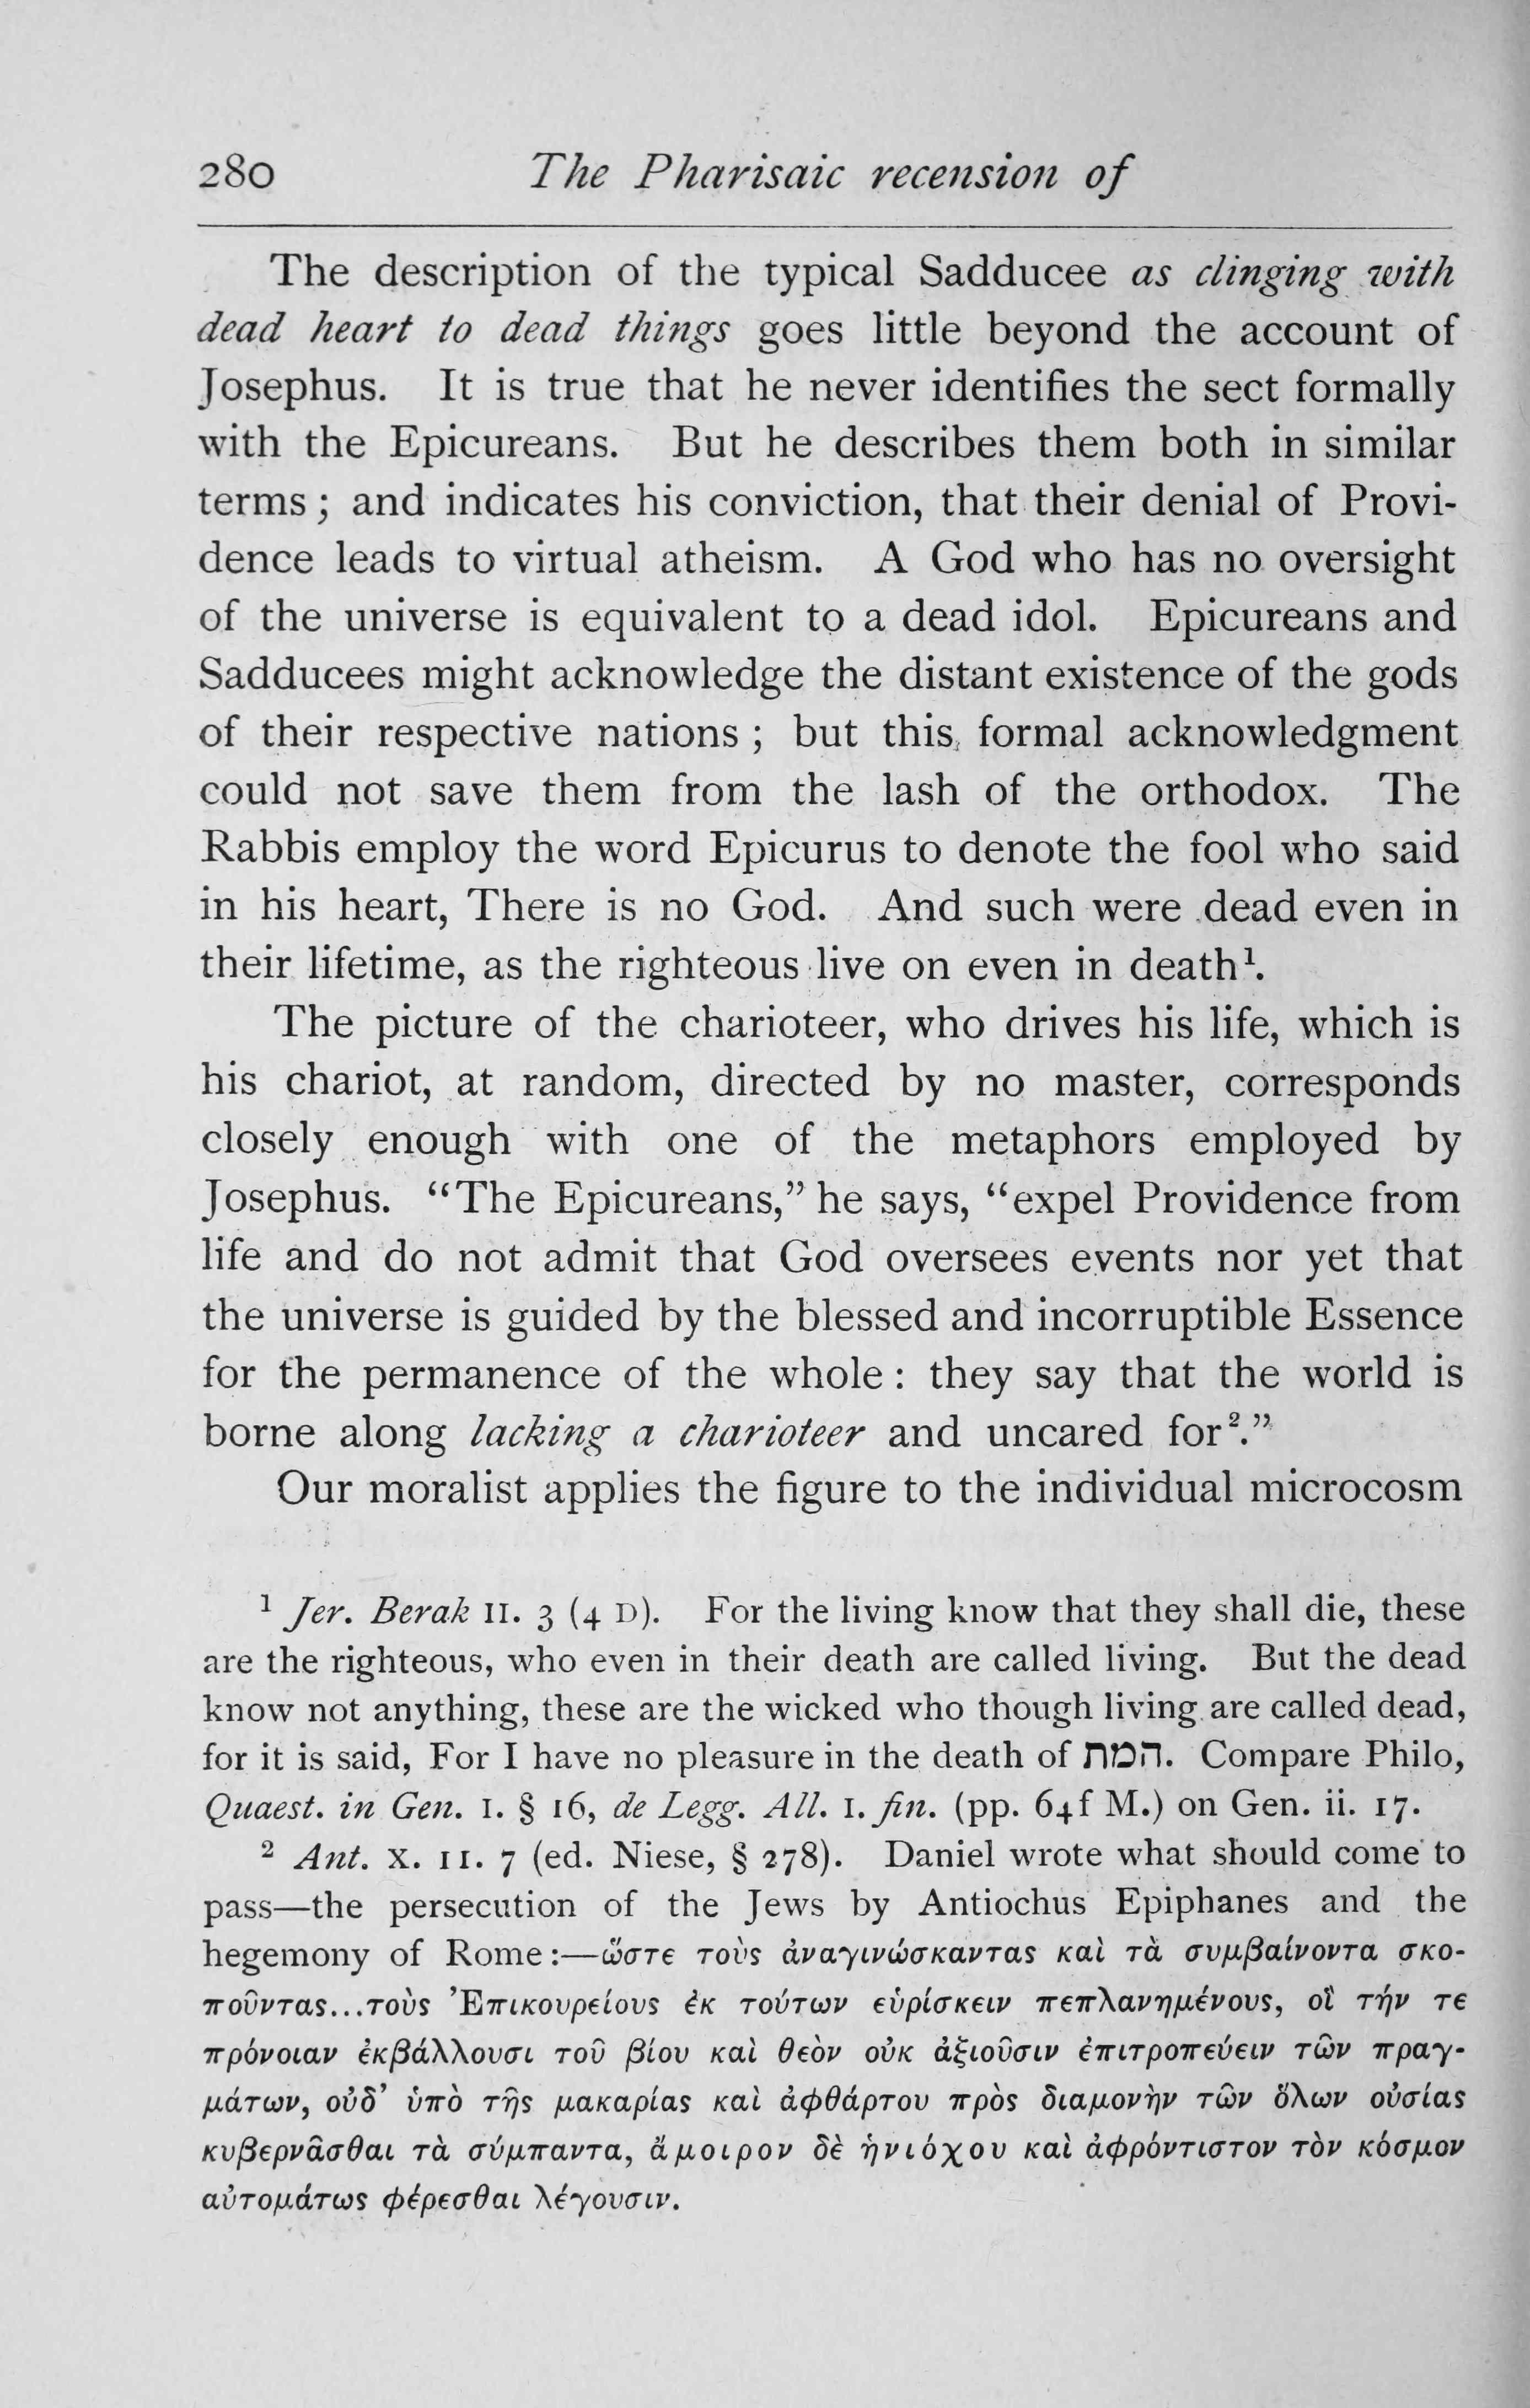 280 The Pharisaic recension of
The description of the typical Sadducee as clinging with
dead heart to dead things goes little beyond the account of
Josephus. It is true that he never identifies the sect formally
with the Epicureans. But he describes them both in similar
terms ; and indicates his conviction, that their denial of Provi-
dence leads to virtual atheism. A God who has no oversight
of the universe is equivalent to a dead idol. Epicureans and
Sadducees might acknowledge the distant existence of the gods
of their respective nations ; but this formal acknowledgment
could not save them from the lash of the orthodox. The
Rabbis employ the word Epicurus to denote the fool who said
in his heart, There is no God. And such were dead even in
their lifetime, as the righteous live on even in death¹.
The picture of the charioteer, who drives his life, which is
his chariot, at random, directed by no master, corresponds
closely enough with one of the metaphors employed by
Josephus. “The Epicureans,” he says, “expel Providence from
life and do not admit that God oversees events nor yet that
the universe is guided by the blessed and incorruptible Essence
for the permanence of the whole : they say that the world is
borne along lacking a charioteer and uncared for².”
Our moralist applies the figure to the individual microcosm
¹ Jer. Berak II. 3 (4 D). For the living know that they shall die, these
are the righteous, who even in their death are called living. But the dead
know not anything, these are the wicked who though living are called dead,
for it is said, For I have no pleasure in the death of המת. Compare Philo,
Quaest. in Gen. I. § 16, de Legg. All. I. fin. (pp. 64f M.) on Gen. ii. 17.
² Ant. X. 11. 7 (ed. Niese, § 278). Daniel wrote what should come to
pass—the persecution of the Jews by Antiochus Epiphanes and the
hegemony of Rome :—ὥστε τοὺς ἀναγινώσκαντας καὶ τὰ συμβαίνοντα σκο-
ποῦντας...τοὺς Ἐπικουρείους ἐκ τούτων εὑρίσκειν πεπλανημένους, οἳ τήν τε
πρόνοιαν ἐκβάλλουσι τοῦ βίου καὶ θεὸν οὐκ ἀξιοῦσιν ἐπιτροπεύειν τῶν πραγ-
μάτων, οὐδ’ ὑπὸ τῆς μακαρίας καὶ ἀφθάρτου πρὸς διαμονὴν τῶν ὅλων οὐσίας
κυβερνᾶσθαι τὰ σύμπαντα, ἄμοιρον δὲ ἡνιόχου καὶ ἀφρόντιστον τὸν κόσμον
αὐτομάτως φέρεσθαι λέγουσιν.